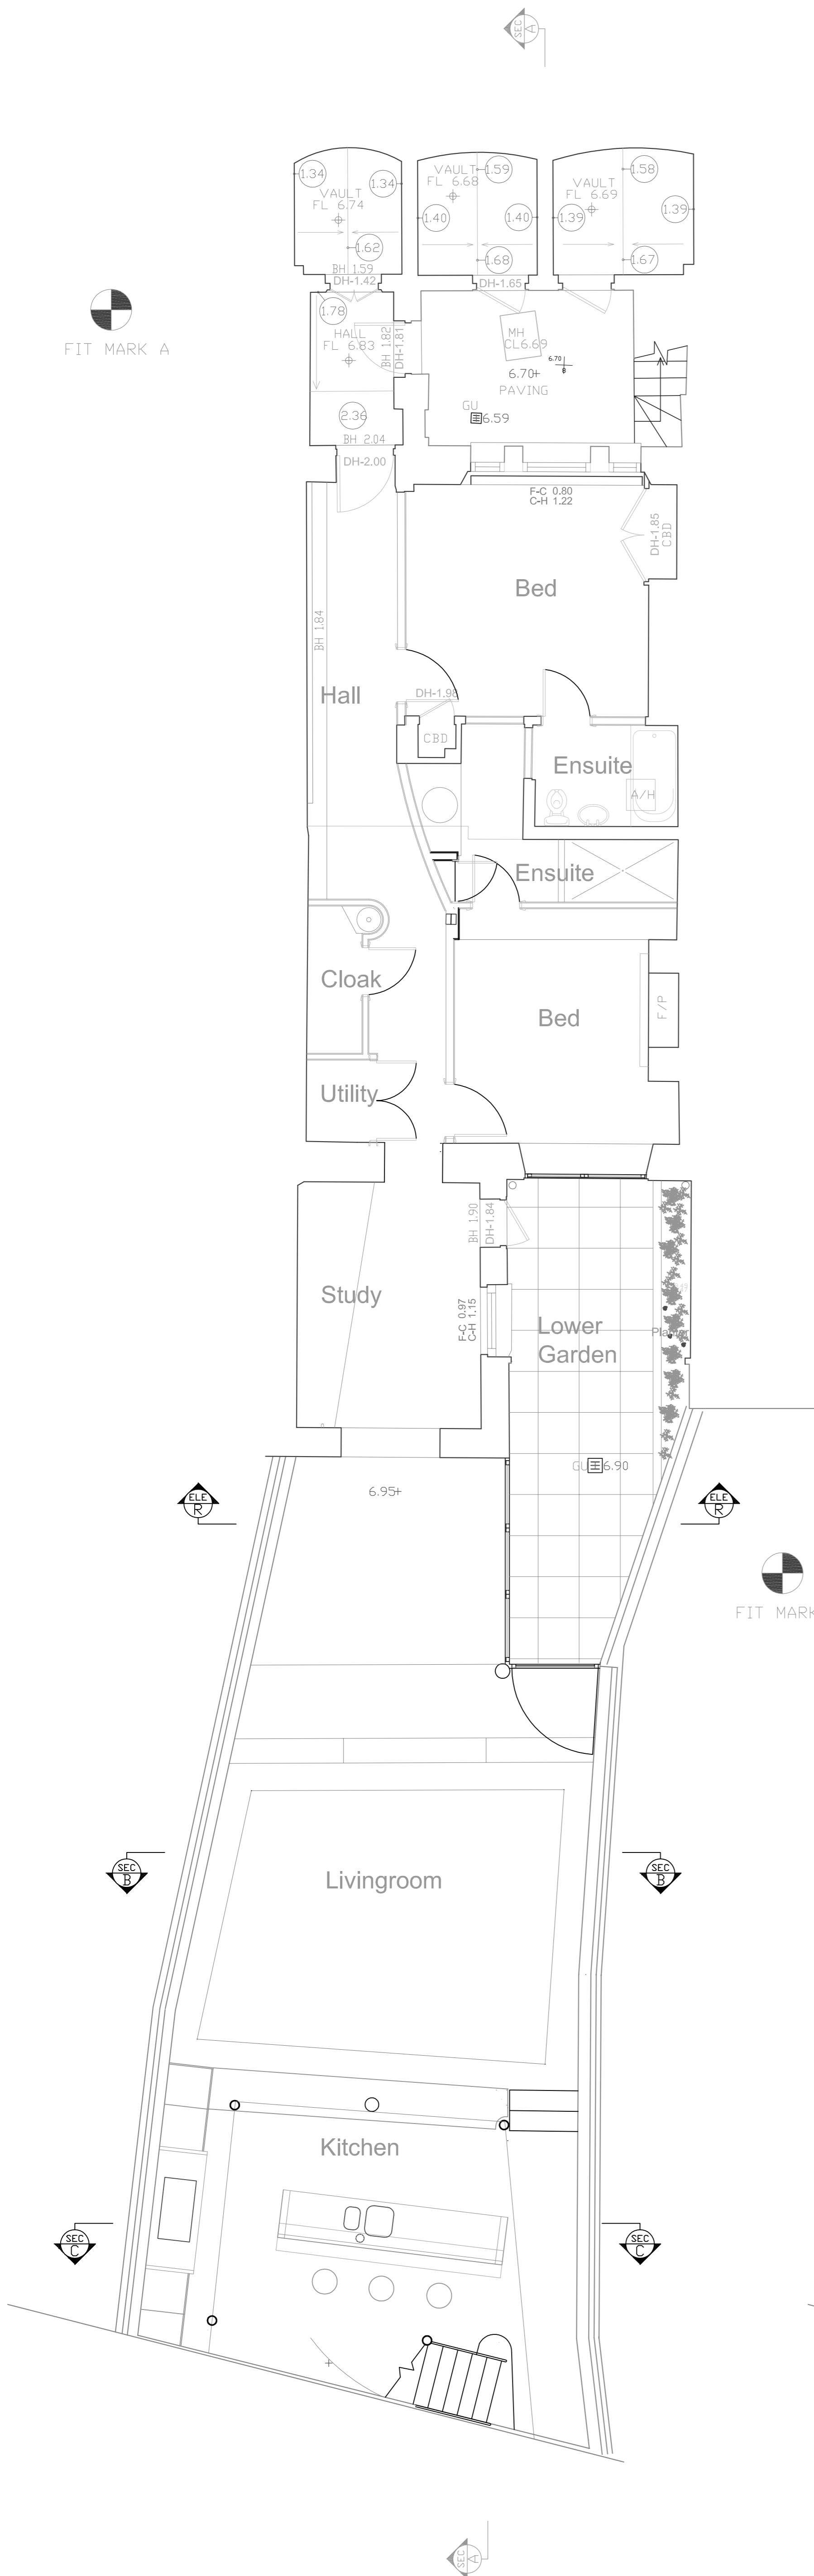 SEC
A
1.34
1.34
VAULT
FL 6.74
1.62
BH 1.59
DH-1.42
VAULT
FL 6.68
1.59
1.40
1.40
1.68
DH-1.65
VAULT
FL 6.69
1.58
1.39
1.39
1.67
FIT MARK A
1.78
HALL
FL 6.83
BH 1.82
DH-1.81
2.36
BH 2.04
DH-2.00
MH
CL6.69
6.70
B
6.70+
PAVING
GU
6.59
F-C 0.80
C-H 1.22
DH-1.85
CBD
Bed
BH 1.84
Hall
DH-1.98
CBD
Ensuite
A/H
Ensuite
Cloak
Bed
F/P
Utility
BH 1.90
DH-1.84
Study
F-C 0.97
C-H 1.15
Lower
Garden
GU
6.90
6.95+
ELE
R
ELE
R
FIT MARK
Livingroom
SEC
B
SEC
B
Kitchen
SEC
C
SEC
C
SEC
A